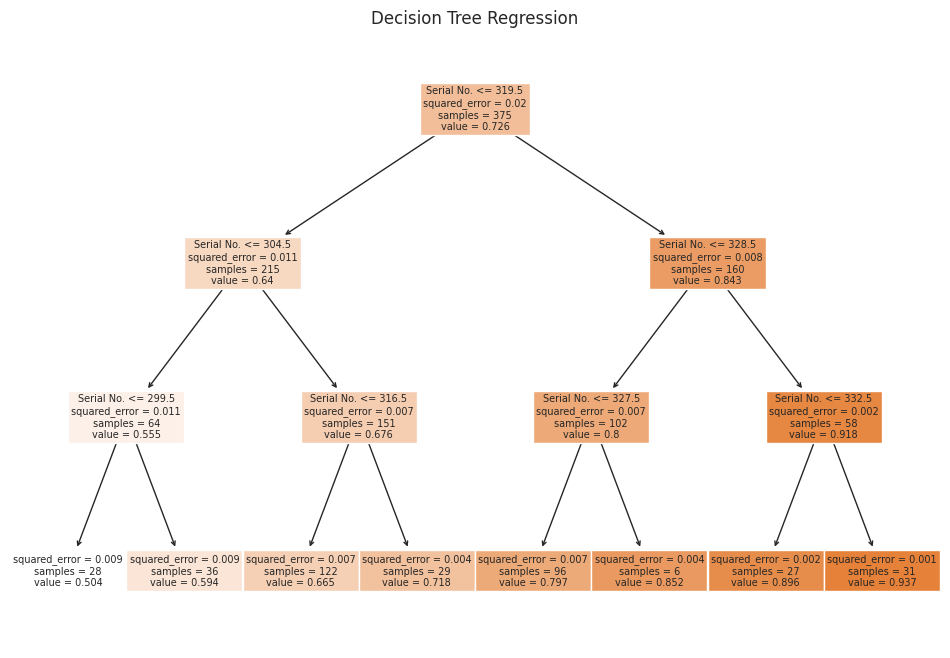 Decision Tree Regression
Serial No. <= 319.5
squared_error = 0.02
samples = 375
value = 0.726
Serial No. <= 304.5
squared_error = 0.011
samples = 215
value = 0.64
Serial No. <= 328.5
squared_error = 0.008
samples = 160
value = 0.843
Serial No. <= 299.5
squared_error = 0.011
samples = 64
value = 0.555
Serial No. <= 316.5
squared_error = 0.007
samples = 151
value = 0.676
Serial No. <= 327.5
squared_error = 0.007
samples = 102
value = 0.8
Serial No. <= 332.5
squared_error = 0.002
samples = 58
value = 0.918
squared_error = 0.009
samples = 28
value = 0.504
squared_error = 0.009
samples = 36
value = 0.594
squared_error = 0.007
samples = 122
value = 0.665
squared_error = 0.004
samples = 29
value = 0.718
squared_error = 0.007
samples = 96
value = 0.797
squared_error = 0.004
samples = 6
value = 0.852
squared_error = 0.002
samples = 27
value = 0.896
squared_error = 0.001
samples = 31
value = 0.937